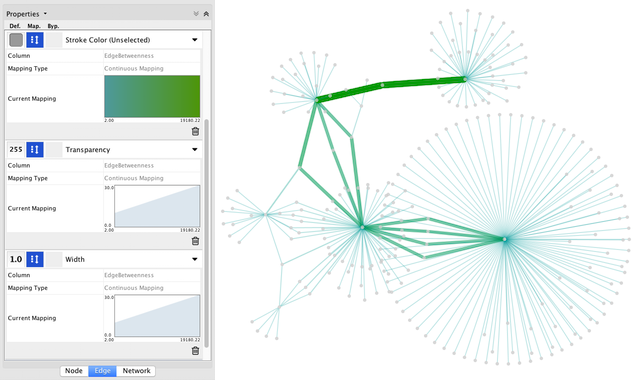 Properties
Def. Map. Byp.
Stroke Color (Unselected)
Column EdgeBetweenness
Mapping Type Continuous Mapping
Current Mapping
2.00 19180.22
255 Transparency
Column EdgeBetweenness
Mapping Type Continuous Mapping
30.0
Current Mapping
0.0
2.00 19180.22
1.0 Width
Column EdgeBetweenness
Mapping Type Continuous Mapping
30.0
Current Mapping
0.0
2.00 19180.22
Node Edge Network